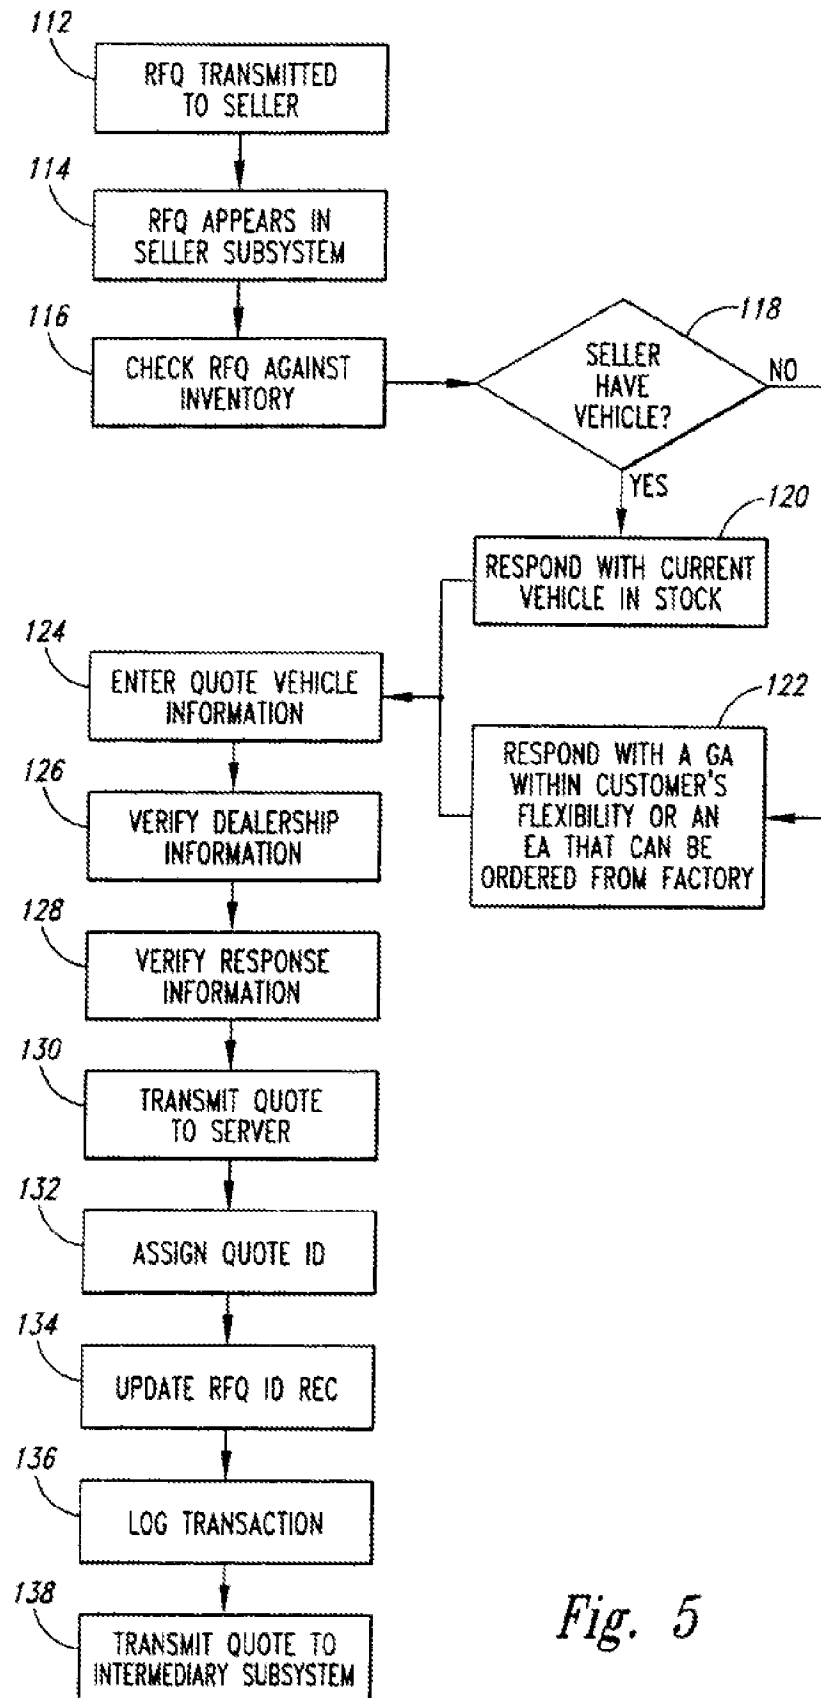 112
RFQ TRANSMITTED
TO SELLER
114
RFQ APPEARS IN
SELLER SUBSYSTEM
116
CHECK RFQ AGAINST
INVENTORY
118
SELLER
HAVE
VEHICLE?
NO
YES
120
RESPOND WITH CURRENT
VEHICLE IN STOCK
122
RESPOND WITH A GA
WITHIN CUSTOMER'S
FLEXIBILITY OR AN
EA THAT CAN BE
ORDERED FROM FACTORY
124
ENTER QUOTE VEHICLE
INFORMATION
126
VERIFY DEALERSHIP
INFORMATION
128
VERIFY RESPONSE
INFORMATION
130
TRANSMIT QUOTE
TO SERVER
132
ASSIGN QUOTE ID
134
UPDATE RFQ ID REC
136
LOG TRANSACTION
138
TRANSMIT QUOTE TO
INTERMEDIARY SUBSYSTEM
Fig. 5